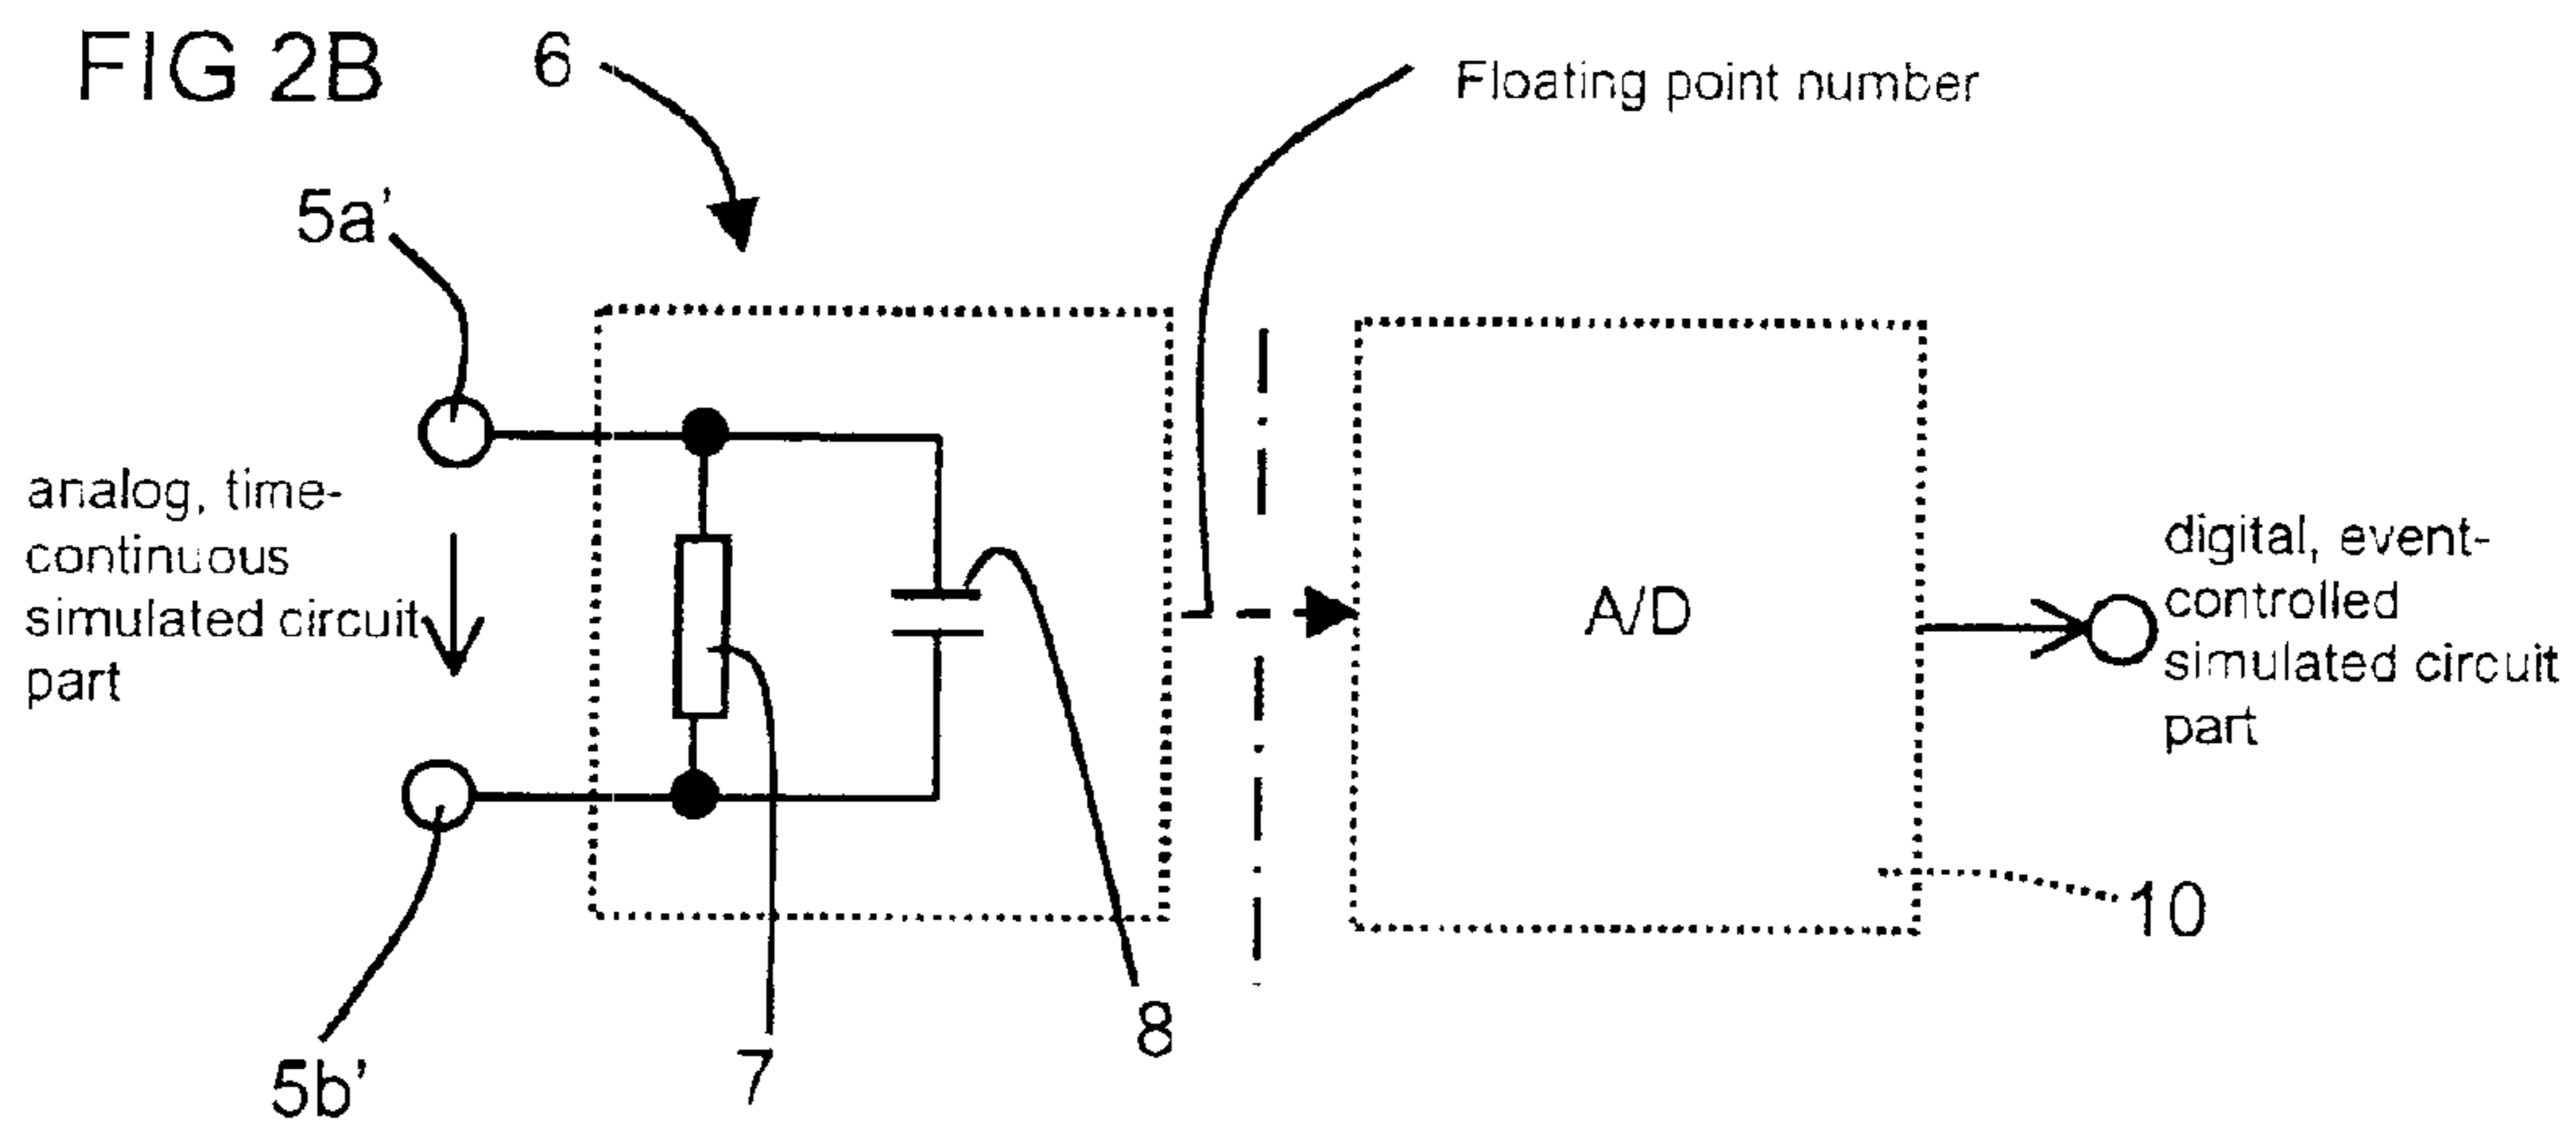 FIG 2B
6
Floating point number
5a'
analog, time-
continuous
simulated circuit
part
A/D
digital, event-
controlled
simulated circuit
part
10
8
7
5b'